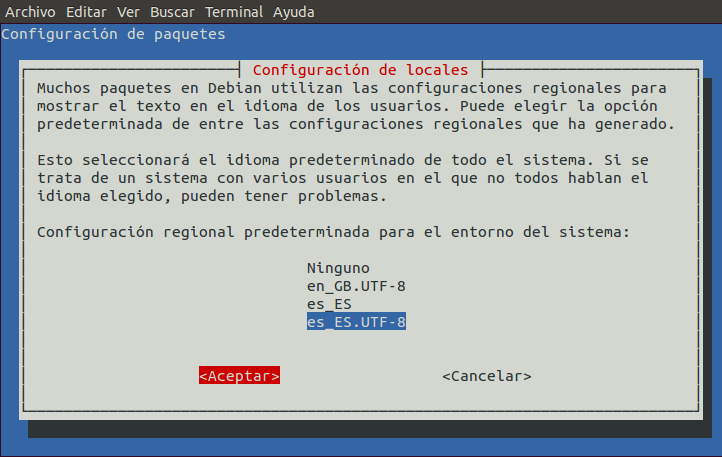 Archivo Editar Ver Buscar Terminal Ayuda
Configuración de paquetes
Configuración de locales
Muchos paquetes en Debian utilizan las configuraciones regionales para
mostrar el texto en el idioma de los usuarios. Puede elegir la opción
predeterminada de entre las configuraciones regionales que ha generado.
Esto seleccionará el idioma predeterminado de todo el sistema. Si se
trata de un sistema con varios usuarios en el que no todos hablan el
idioma elegido, pueden tener problemas.
Configuración regional predeterminada para el entorno del sistema:
Ninguno
en_GB.UTF-8
es_ES
es_ES.UTF-8
<Aceptar> <Cancelar>